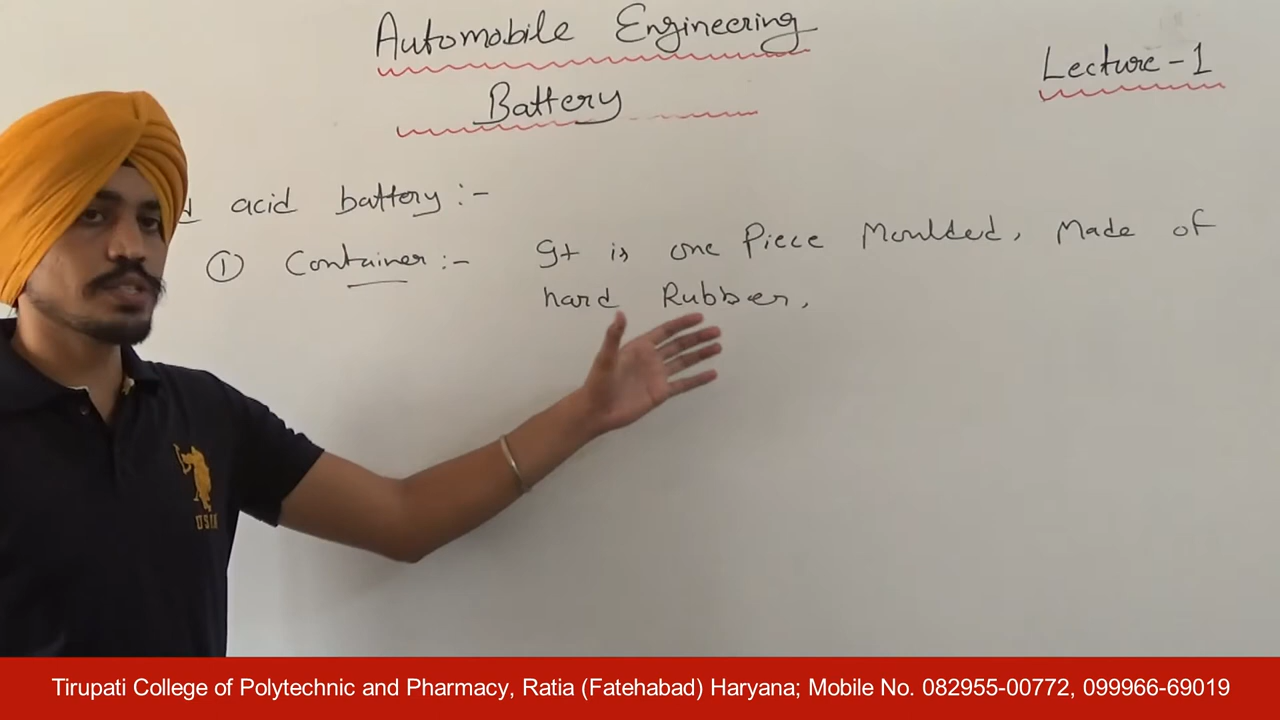 Automobile Engineering
Battery
Lecture - 1
acid battery :-
① Container :- It is one Piece Moulded, Made of
hard Rubber,
Tirupati College of Polytechnic and Pharmacy, Ratia (Fatehabad) Haryana; Mobile No. 082955-00772, 099966-69019